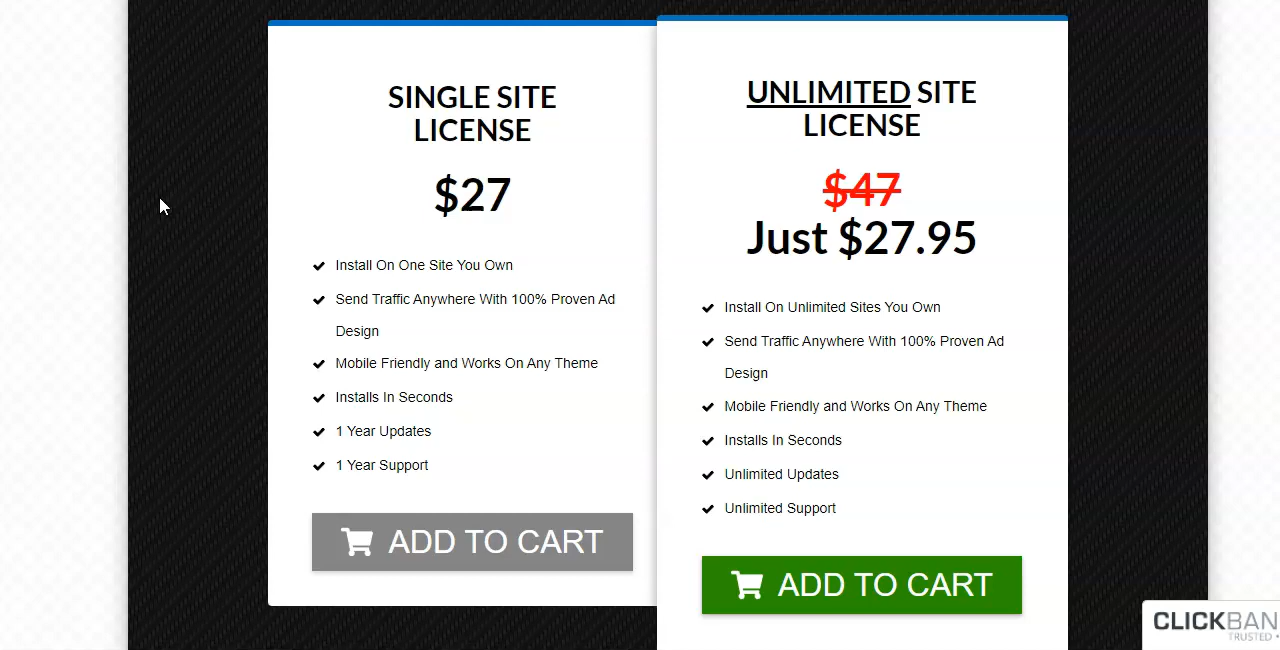 SINGLE SITE
LICENSE
$27
Install On One Site You Own
Send Traffic Anywhere With 100% Proven Ad
Design
Mobile Friendly and Works On Any Theme
Installs In Seconds
1 Year Updates
1 Year Support
ADD TO CART
UNLIMITED SITE
LICENSE
$47
Just $27.95
Install On Unlimited Sites You Own
Send Traffic Anywhere With 100% Proven Ad
Design
Mobile Friendly and Works On Any Theme
Installs In Seconds
Unlimited Updates
Unlimited Support
ADD TO CART
CLICKBAN
TRUSTED •